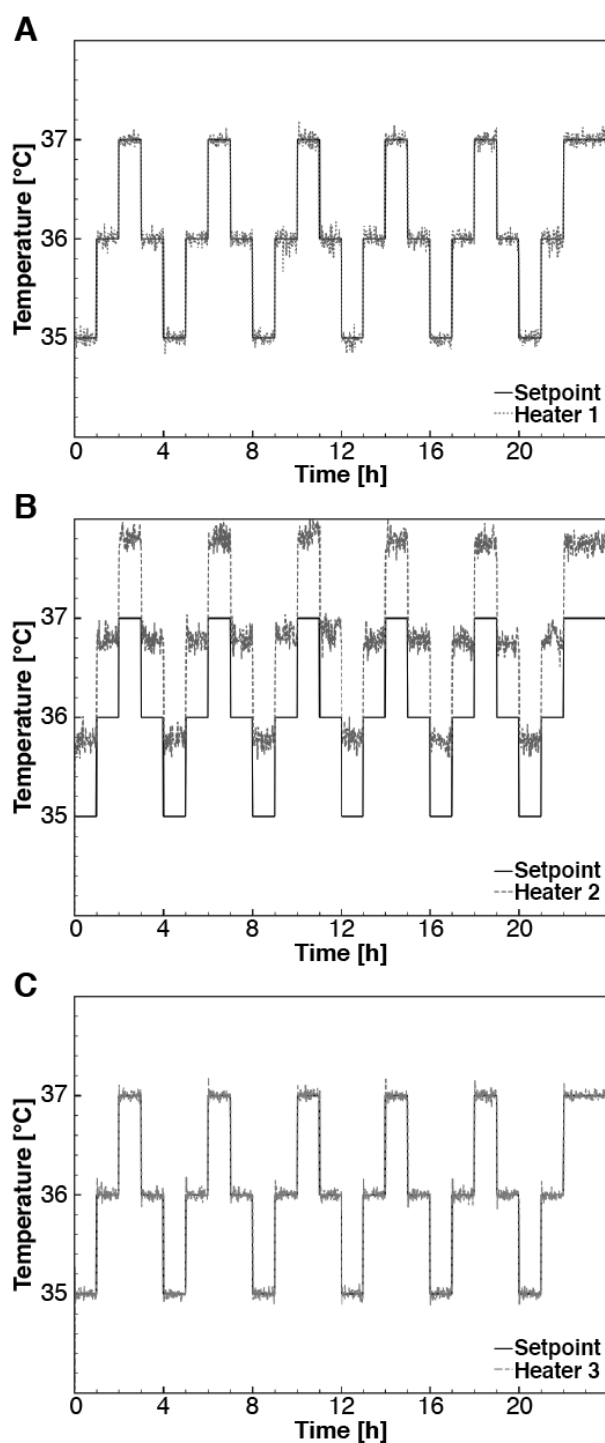 A
Temperature [°C]
37
36
35
Setpoint
Heater 1
0 4 8 12 16 20
Time [h]
B
Temperature [°C]
37
36
35
Setpoint
Heater 2
0 4 8 12 16 20
Time [h]
C
Temperature [°C]
37
36
35
Setpoint
Heater 3
0 4 8 12 16 20
Time [h]